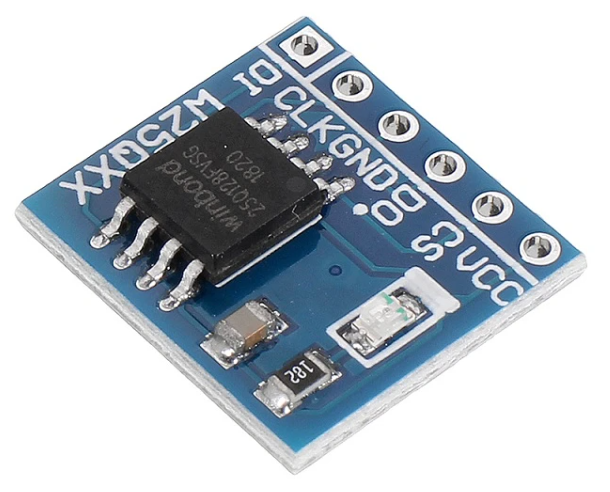 W25QXX
winbond
25Q128FVSG
1820
IO
CLK
GND
DO
CS
VCC
182